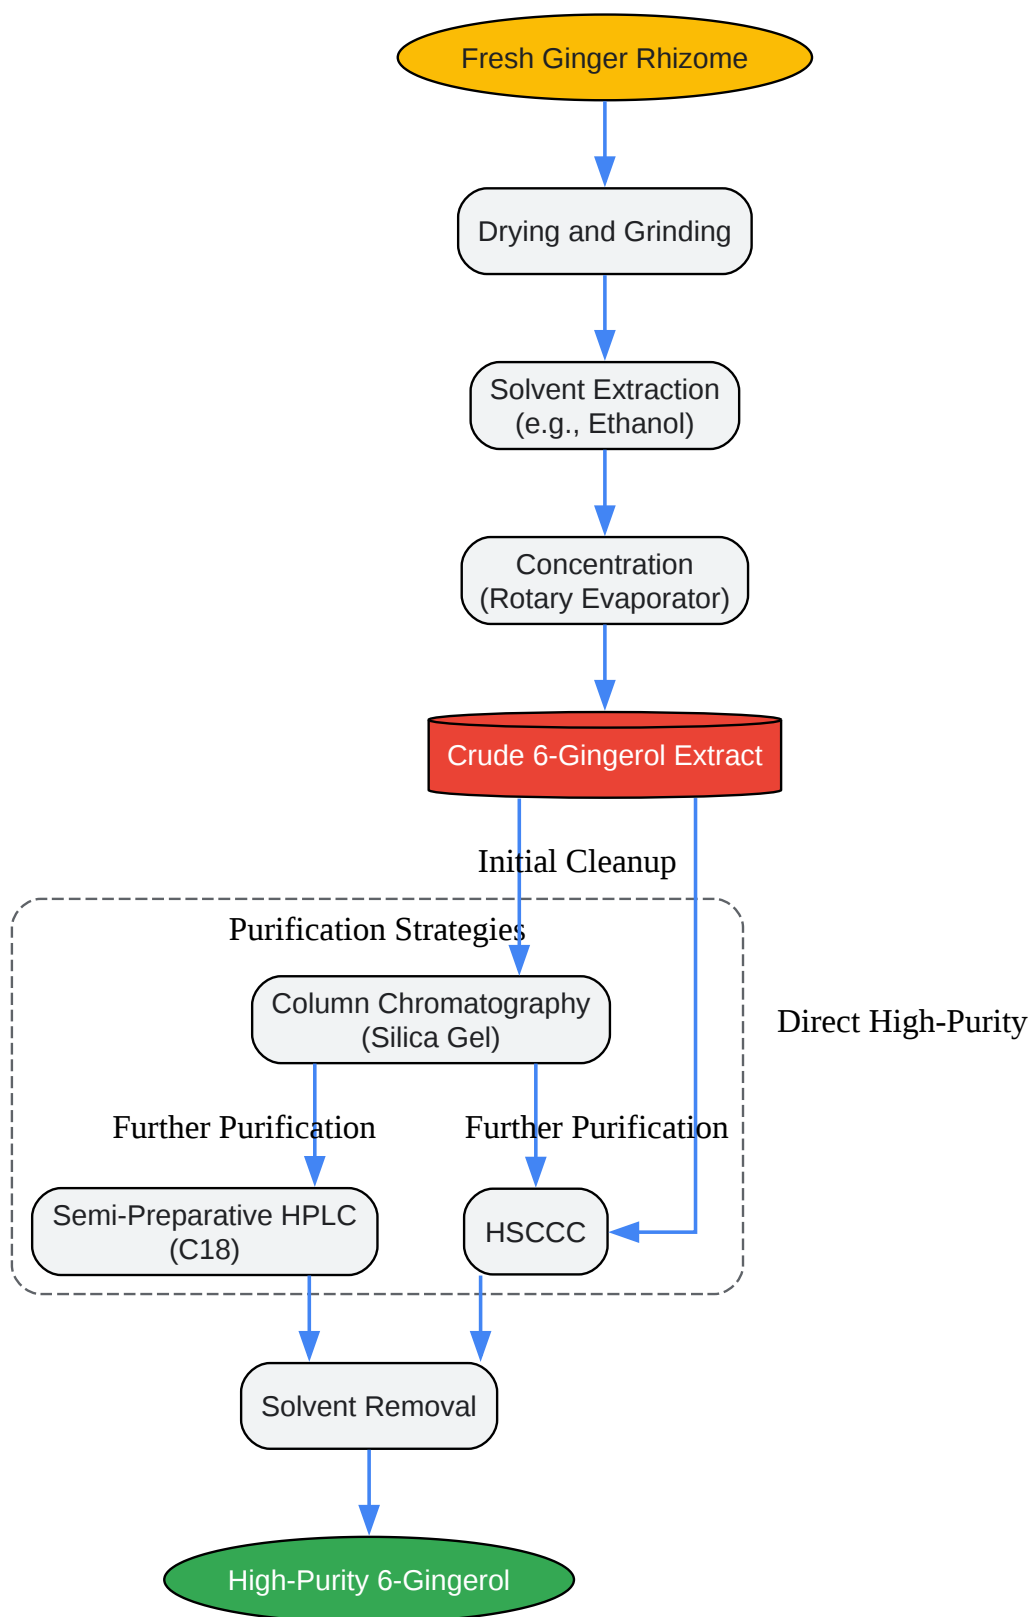 Fresh Ginger Rhizome
Drying and Grinding
Solvent Extraction
(e.g., Ethanol)
Concentration
(Rotary Evaporator)
Crude 6-Gingerol Extract
Initial Cleanup
Purification Strategies
Column Chromatography
(Silica Gel)
Direct High-Purity
Further Purification
Further Purification
Semi-Preparative HPLC
(C18)
HSCCC
Solvent Removal
High-Purity 6-Gingerol